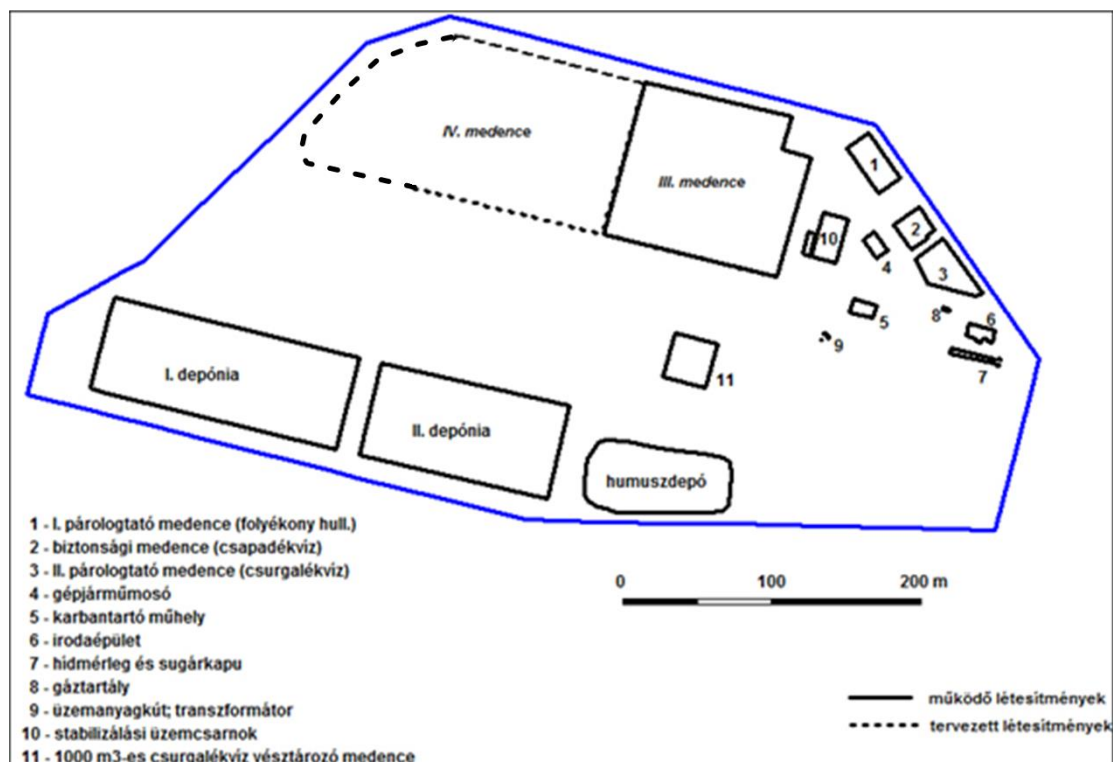 IV. medence
III. medence
1
2
3
10
4
5
8
6
9
7
11
I. depónia
II. depónia
humuszdepó
1 - I. párologtató medence (folyékony hull.)
2 - biztonsági medence (csapadékvíz)
3 - II. párologtató medence (csurgalékvíz)
4 - gépjárműmosó
5 - karbantartó műhely
6 - irodaépület
7 - hídmérleg és sugárkapu
8 - gáztartály
9 - üzemanyagkút; transzformátor
10 - stabilizálási üzemcsarnok
11 - 1000 m3-es csurgalékvíz vésztározó medence
0 100 200 m
működő létesítmények
tervezett létesítmények